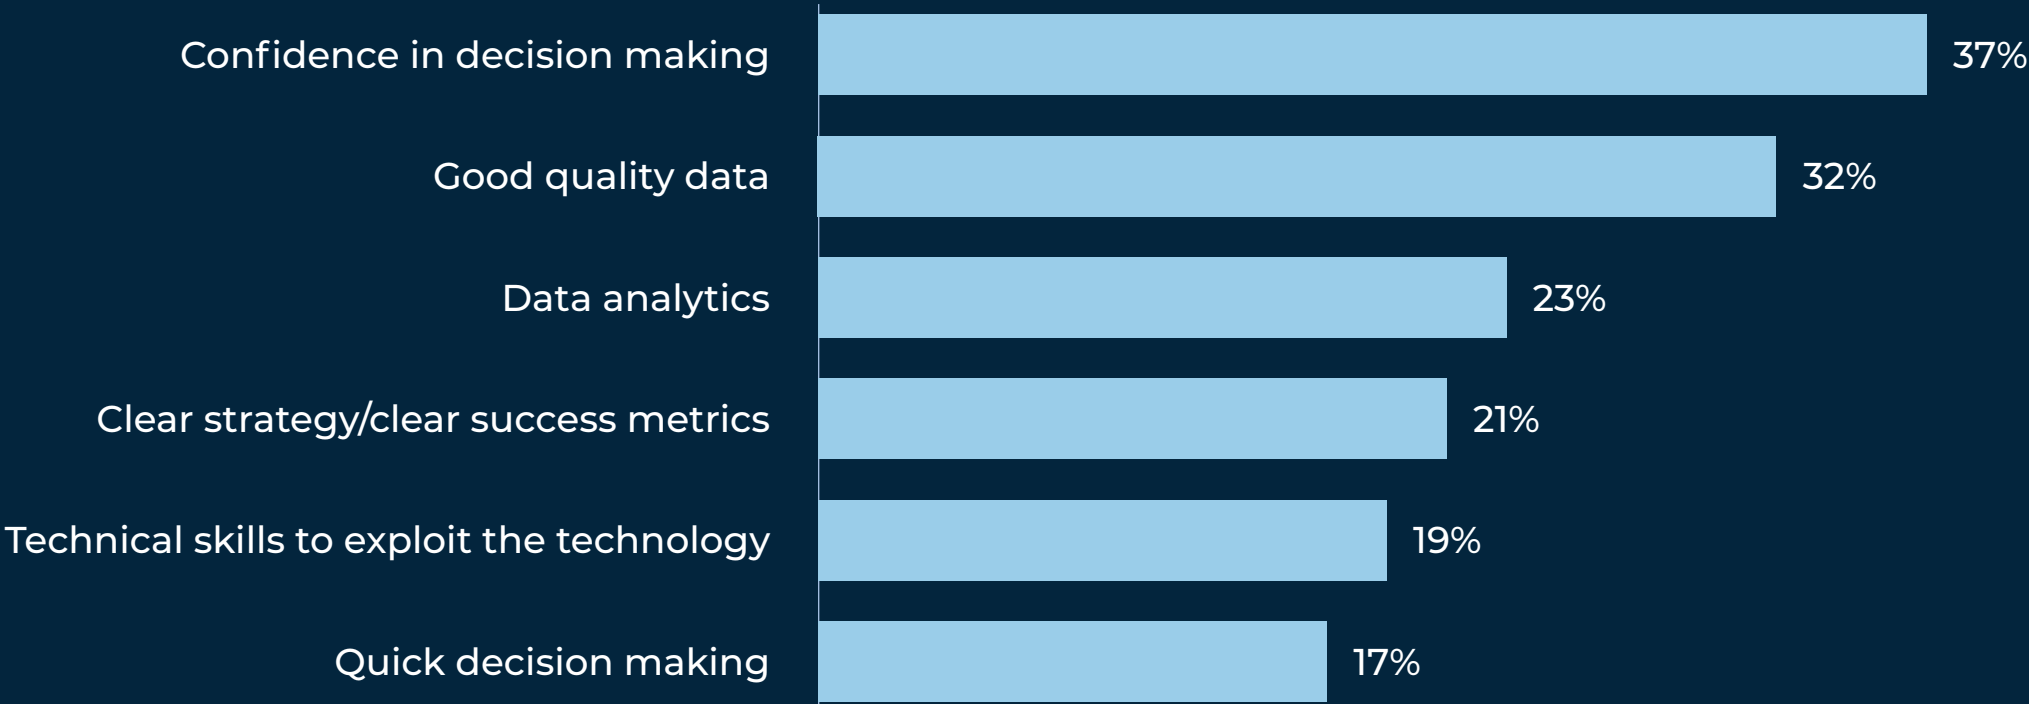 Confidence in decision making 37%
Good quality data 32%
Data analytics 23%
Clear strategy/clear success metrics 21%
Technical skills to exploit the technology 19%
Quick decision making 17%